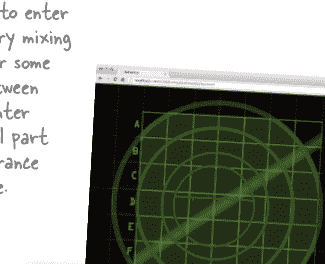 to enter
ry mixing
r some
tween
nter
l part
rance
e.
A
B
C
D
E
F